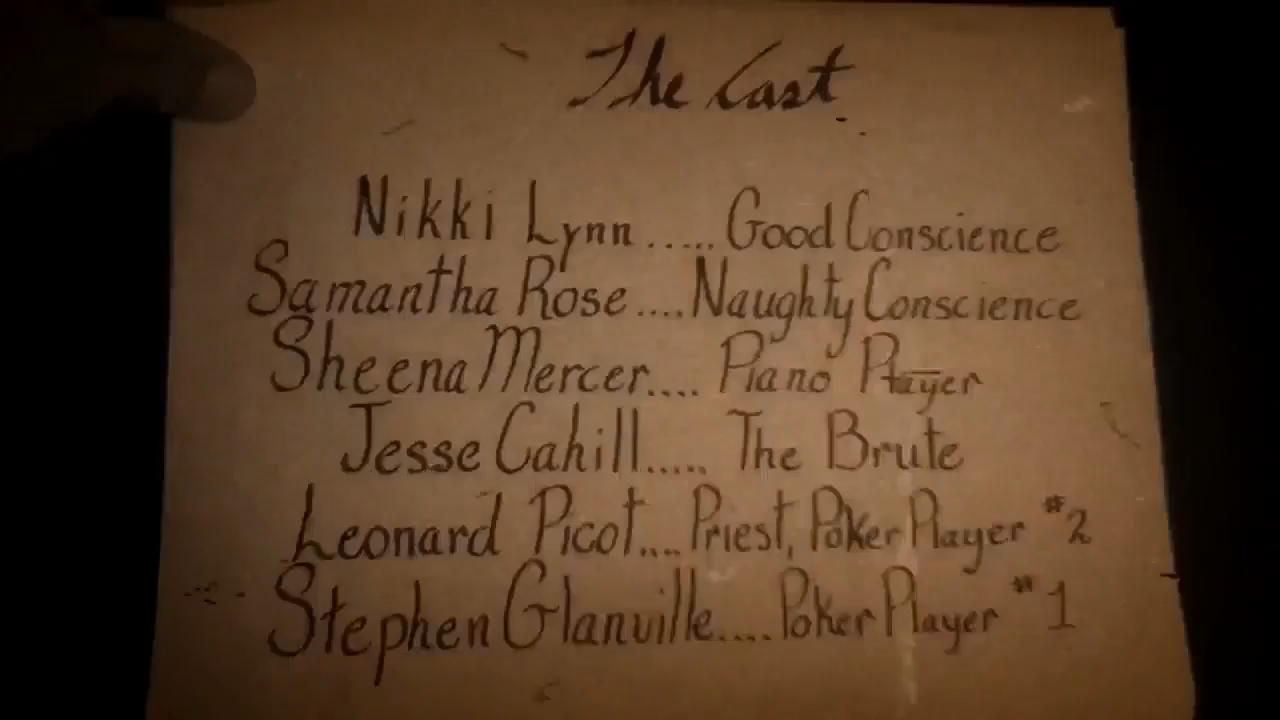 The Cast
Nikki Lynn......Good Conscience
Samantha Rose....Naughty Conscience
Sheena Mercer.... Piano Player
Jesse Cahill..... The Brute
Leonard Picot....Priest, Poker Player #2
Stephen Glanville.....Poker Player #1